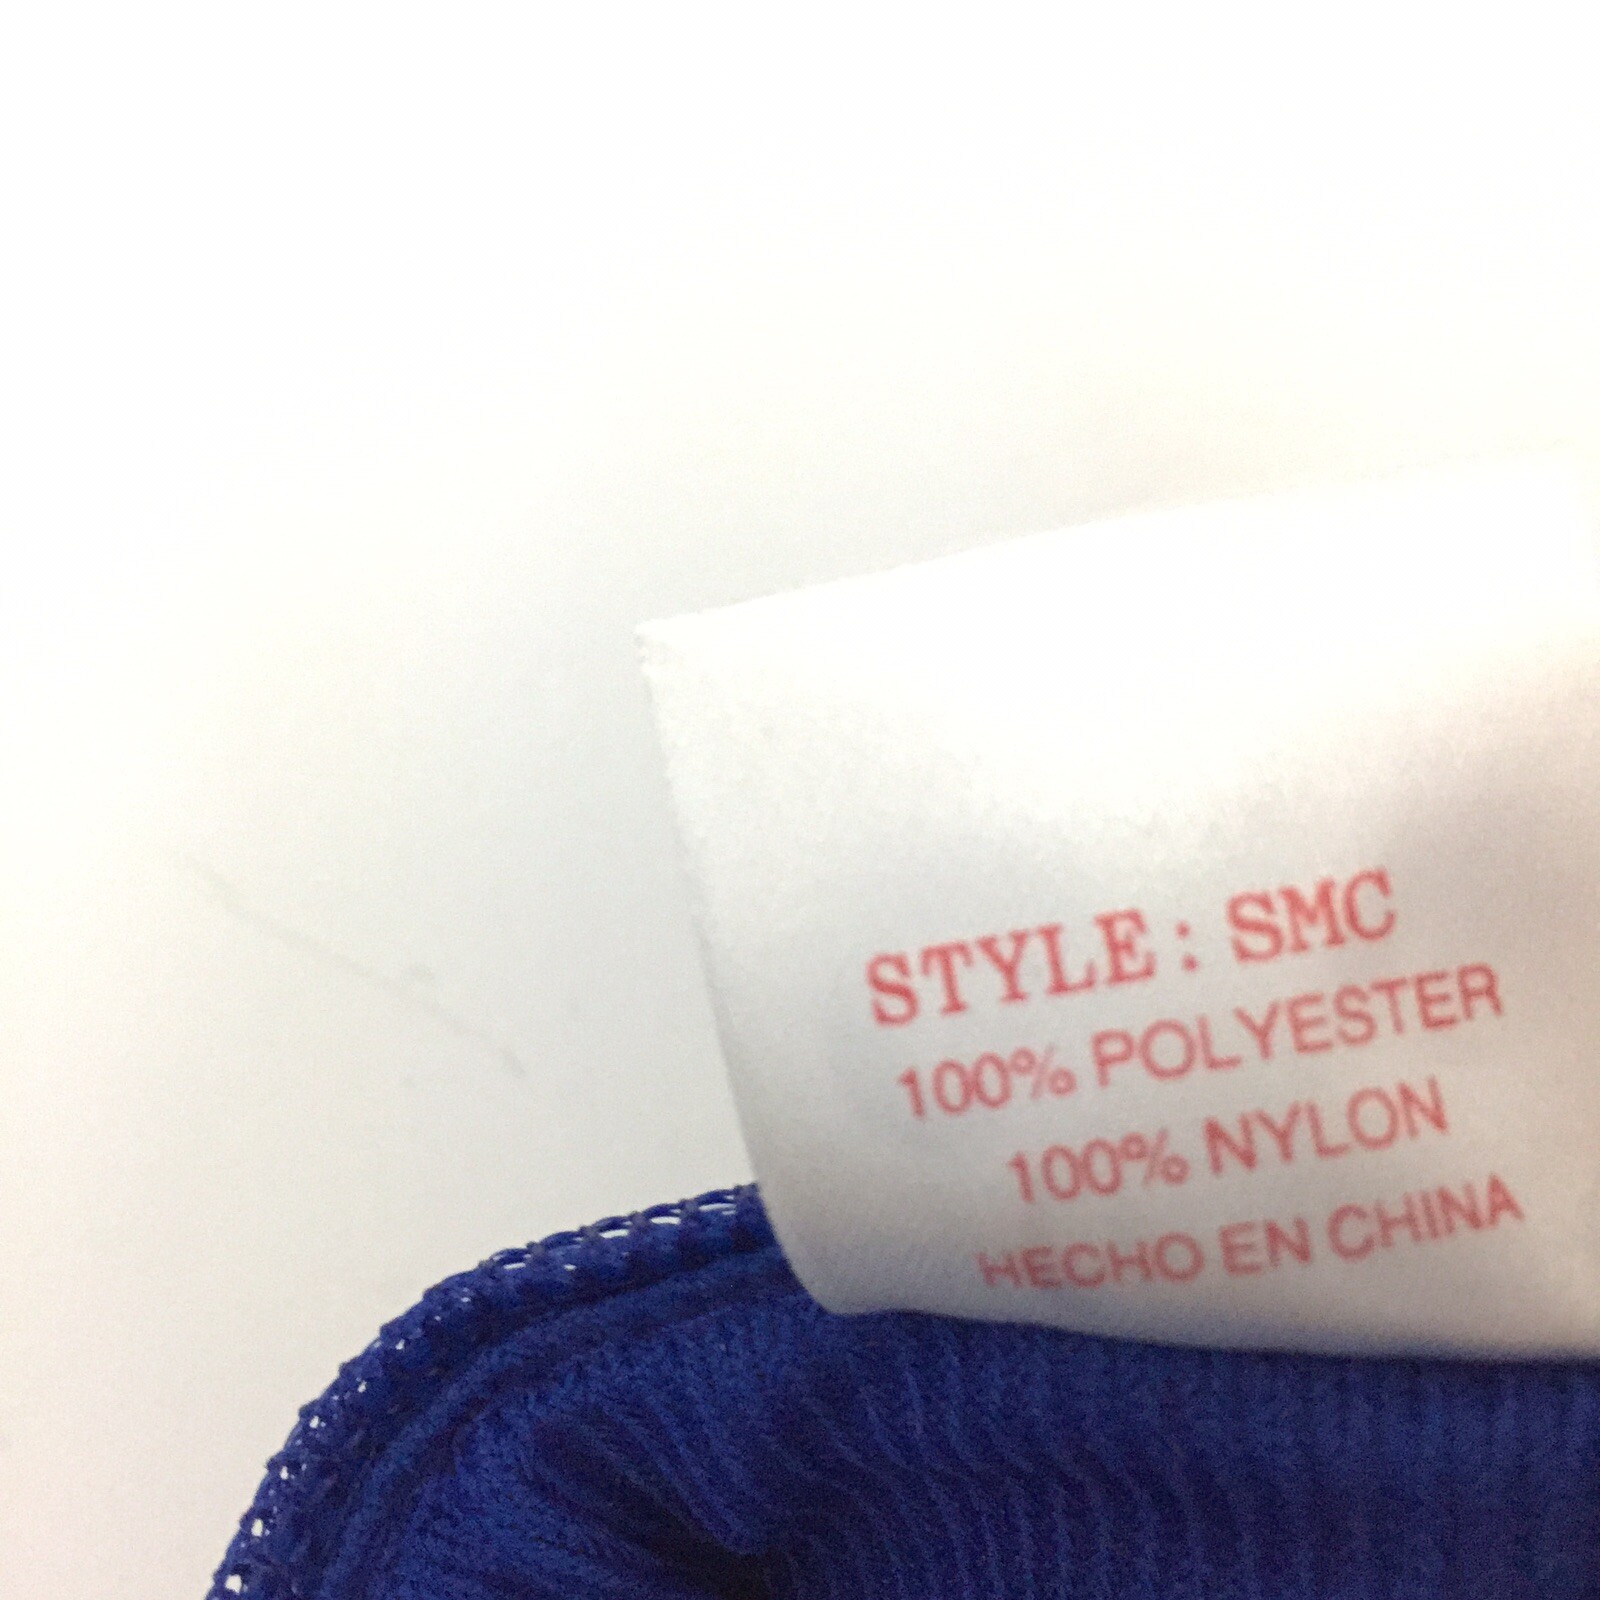 STYLE: SMC
100% POLYESTER
100% NYLON
HECHO EN CHINA